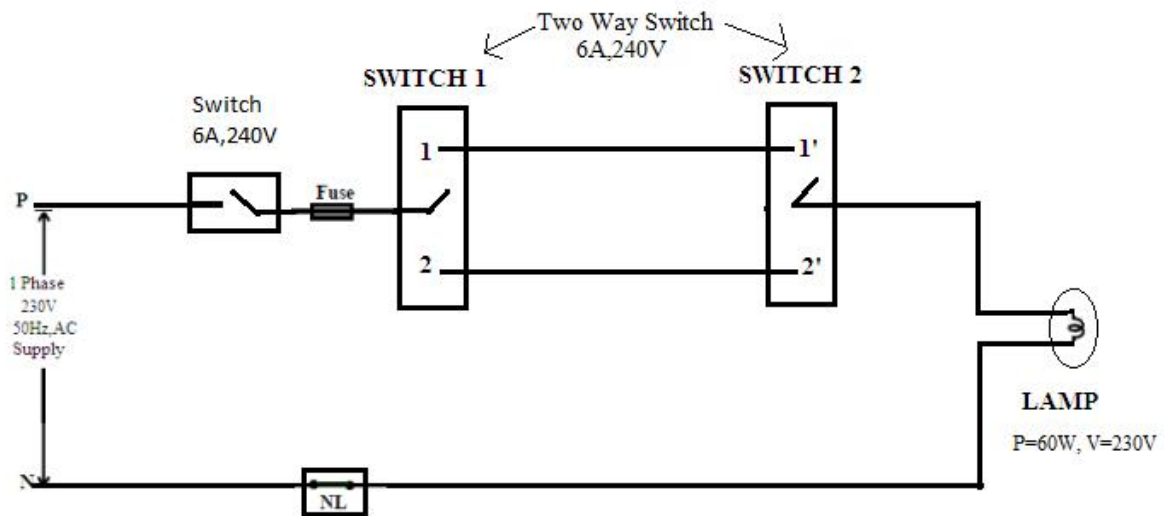 Two Way Switch
6A,240V
SWITCH 1
SWITCH 2
Switch
6A,240V
1
1'
P
Fuse
2
2'
1 Phase
230V
50Hz,AC
Supply
LAMP
P=60W, V=230V
N
NL